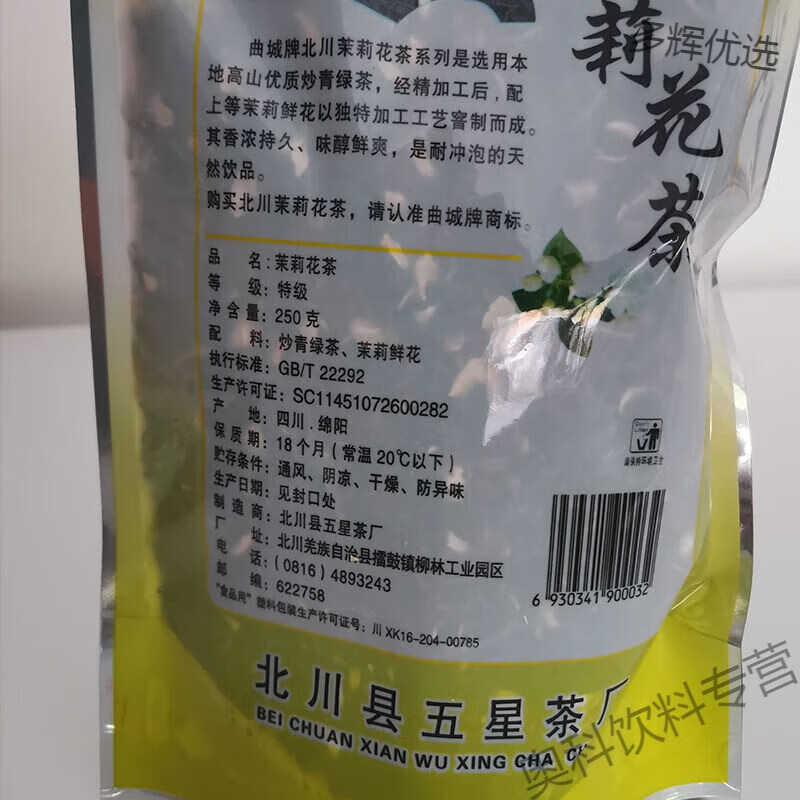 曲城牌北川茉莉花茶系列是选用本
地高山优质炒青绿茶，经精加工后，配
上等茉莉鲜花以独特加工工艺窨制而成。
其香浓持久、味醇鲜爽，是耐冲泡的天
然饮品。
购买北川茉莉花茶，请认准曲城牌商标。
莉花茶
优选
品 名：茉莉花茶
等 级：特级
净含量：250克
配 料：炒青绿茶、茉莉鲜花
执行标准：GB/T 22292
生产许可证：SC11451072600282
产 地：四川.绵阳
保质期：18个月（常温20℃以下）
贮存条件：通风、阴凉、干燥、防异味
生产日期：见封口处
制造商：北川县五星茶厂
厂 址：北川羌族自治县擂鼓镇柳林工业园区
电 话：（0816）4893243
邮 编：622758
“食品用”塑料包装生产许可证号：川 XK16-204-00785
请保持环境卫生
6 930341 900032
北川县五星茶厂
BEI CHUAN XIAN WU XING CHA
奥科饮料专营